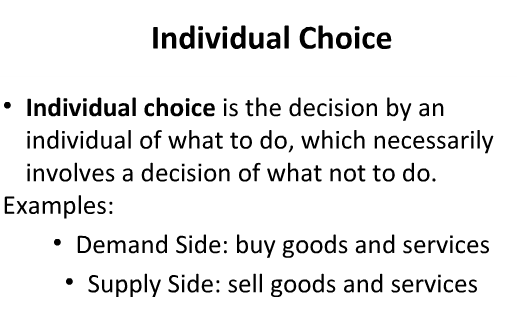 Individual Choice
• Individual choice is the decision by an
individual of what to do, which necessarily
involves a decision of what not to do.
Examples:
• Demand Side: buy goods and services
• Supply Side: sell goods and services